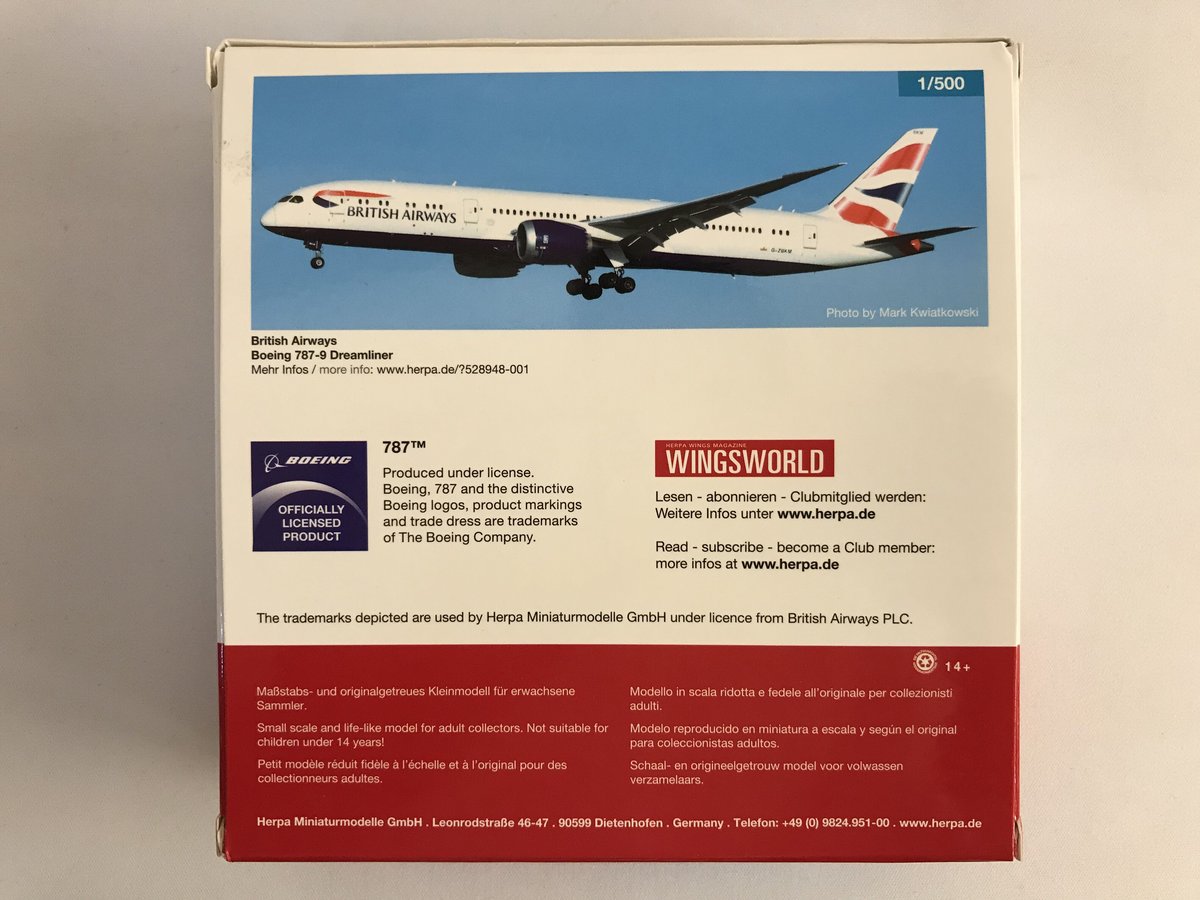 1/500
BRITISH AIRWAYS
G-ZBKM
Photo by Mark Kwiatkowski
British Airways
Boeing 787-9 Dreamliner
Mehr Infos / more info: www.herpa.de/?528948-001
BOEING
OFFICIALLY
LICENSED
PRODUCT
787™
Produced under license.
Boeing, 787 and the distinctive
Boeing logos, product markings
and trade dress are trademarks
of The Boeing Company.
HERPA WINGS MAGAZINE
WINGSWORLD
Lesen - abonnieren - Clubmitglied werden:
Weitere Infos unter www.herpa.de
Read - subscribe - become a Club member:
more infos at www.herpa.de
The trademarks depicted are used by Herpa Miniaturmodelle GmbH under licence from British Airways PLC.
14+
Maßstabs- und originalgetreues Kleinmodell für erwachsene
Sammler.
Small scale and life-like model for adult collectors. Not suitable for
children under 14 years!
Petit modèle réduit fidèle à l'échelle et à l'original pour des
collectionneurs adultes.
Modello in scala ridotta e fedele all'originale per collezionisti
adulti.
Modelo reproducido en miniatura a escala y según el original
para coleccionistas adultos.
Schaal- en origineelgetrouw model voor volwassen
verzamelaars.
Herpa Miniaturmodelle GmbH . Leonrodstraße 46-47 . 90599 Dietenhofen . Germany . Telefon: +49 (0) 9824.951-00 . www.herpa.de